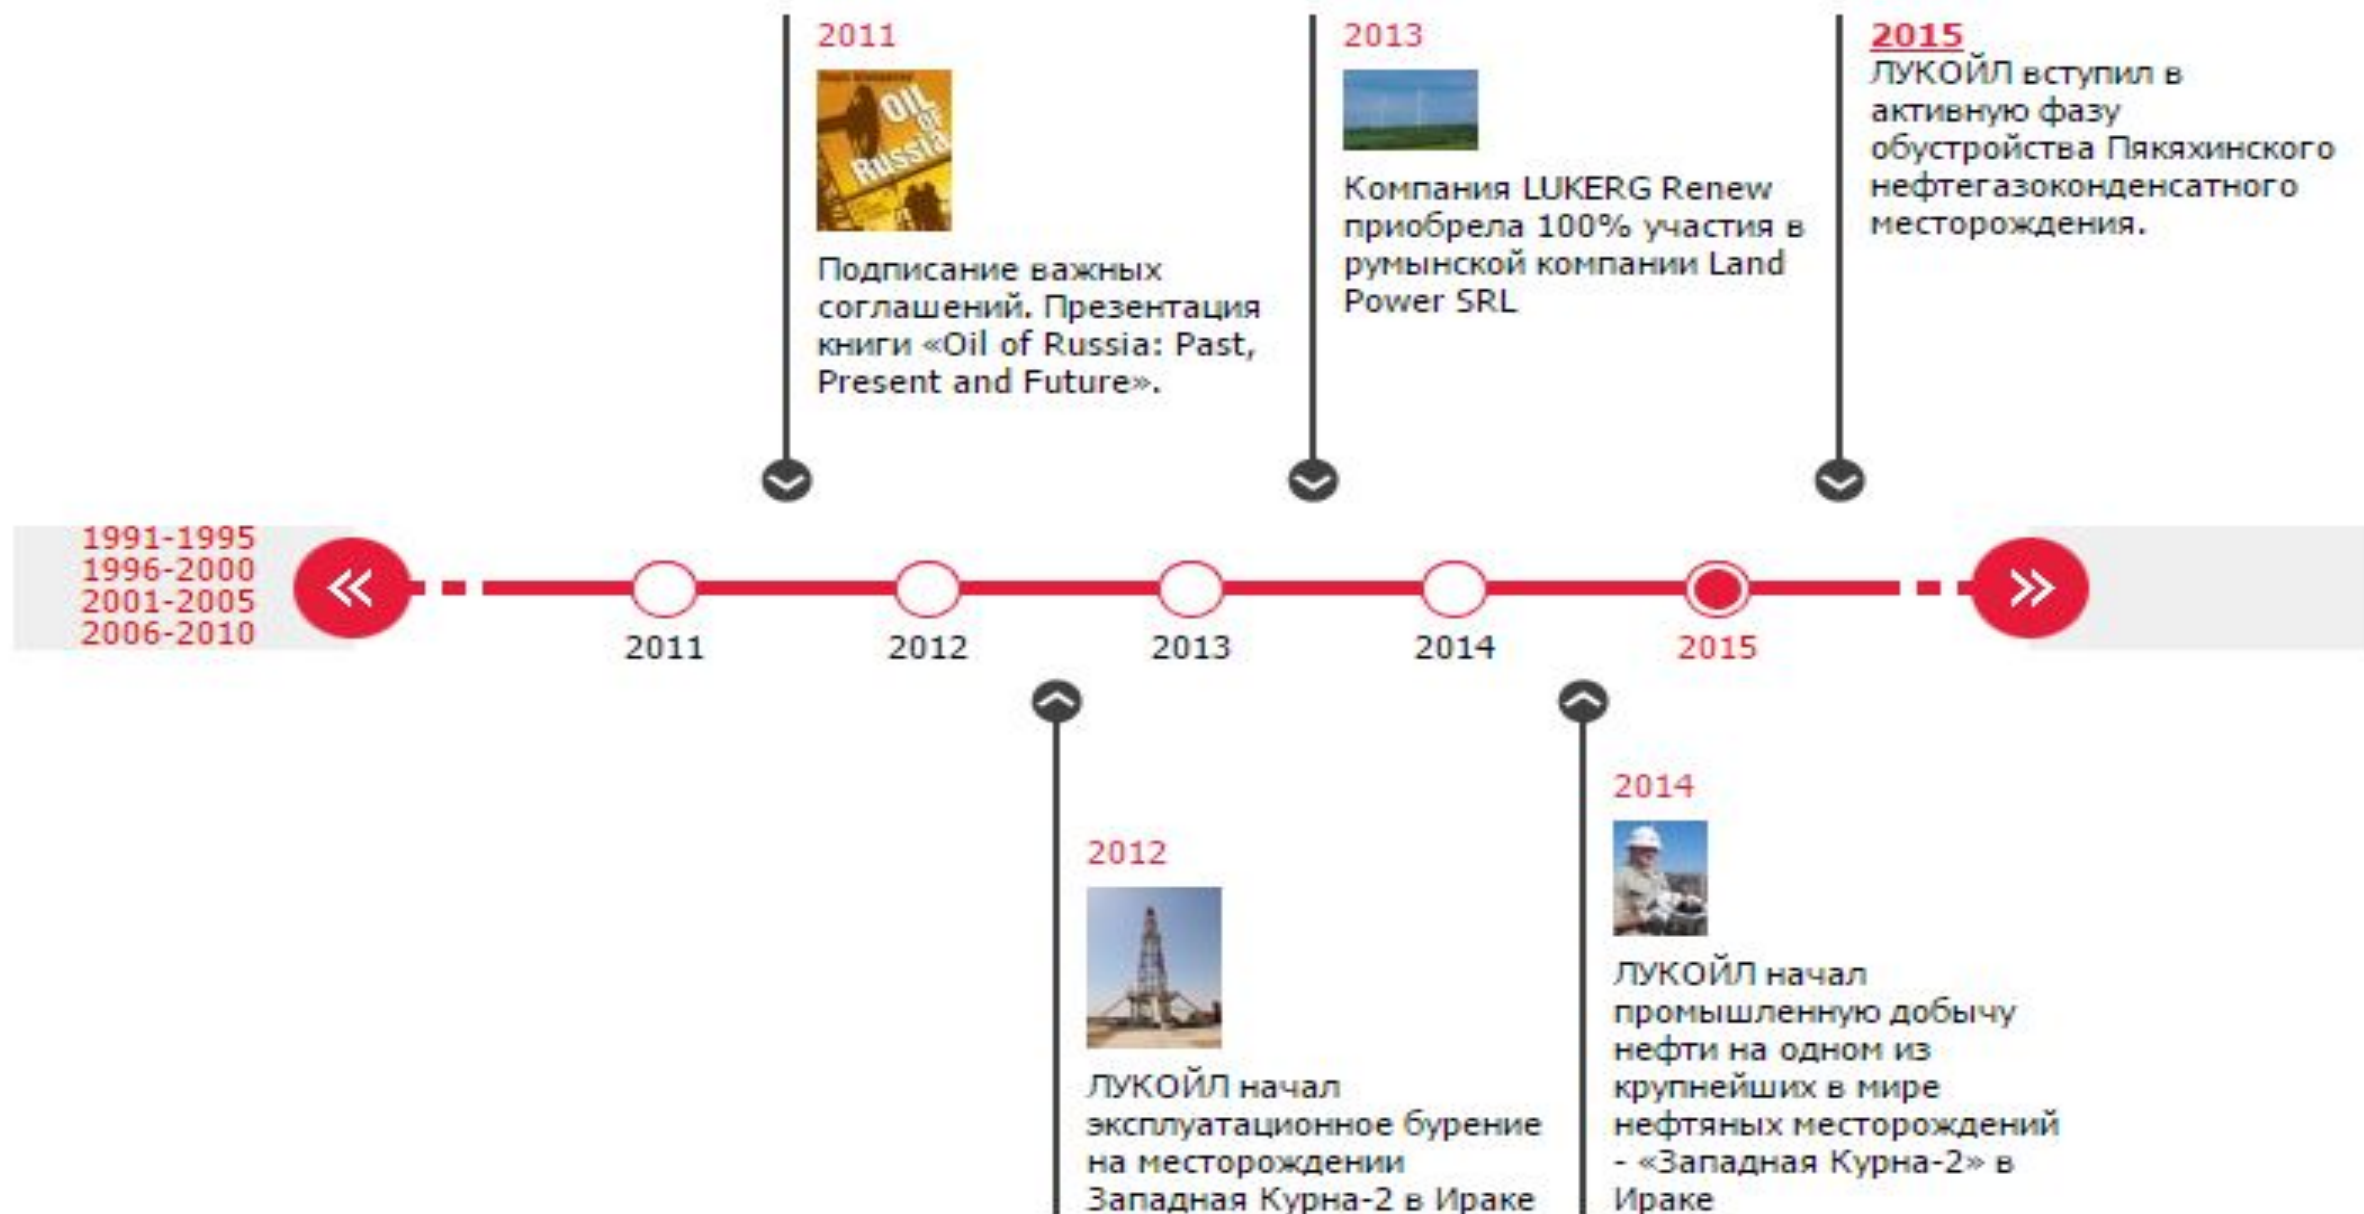 2011
OIL
OF
Russia
Подписание важных
соглашений. Презентация
книги «Oil of Russia: Past,
Present and Future».
2013
Компания LUKERG Renew
приобрела 100% участия в
румынской компании Land
Power SRL
2015
ЛУКОЙЛ вступил в
активную фазу
обустройства Пякяхинского
нефтегазоконденсатного
месторождения.
1991-1995
1996-2000
2001-2005
2006-2010
2011
2012
2013
2014
2015
2012
ЛУКОЙЛ начал
эксплуатационное бурение
на месторождении
Западная Курна-2 в Ираке
2014
ЛУКОЙЛ начал
промышленную добычу
нефти на одном из
крупнейших в мире
нефтяных месторождений
- «Западная Курна-2» в
Ираке